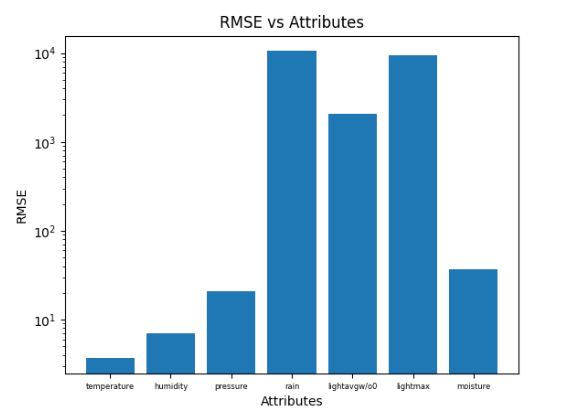 RMSE vs Attributes
10⁴
10³
10²
10¹
RMSE
temperature humidity pressure rain lightavgw/o0 lightmax moisture
Attributes